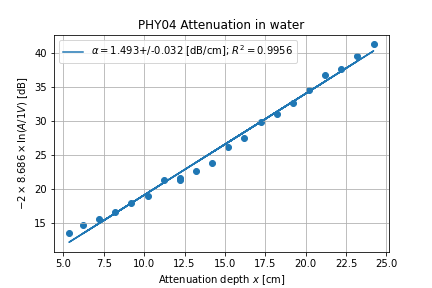 PHY04 Attenuation in water
α = 1.493+/-0.032 [dB/cm]; R² = 0.9956
−2 × 8.686 × ln(A/1V) [dB]
40
35
30
25
20
15
5.0 7.5 10.0 12.5 15.0 17.5 20.0 22.5 25.0
Attenuation depth x [cm]